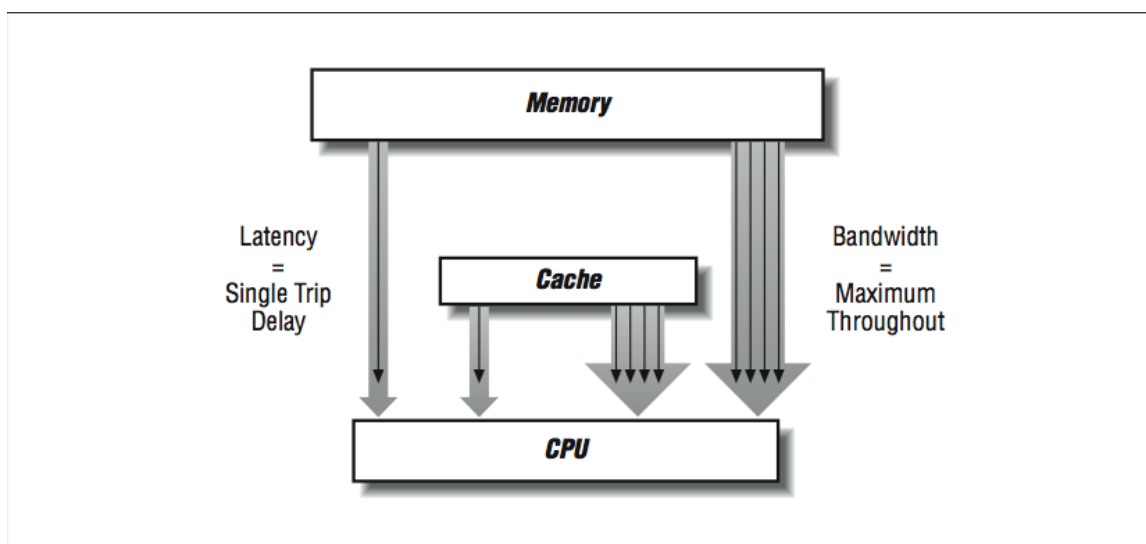 Memory
Latency
=
Single Trip
Delay
Bandwidth
=
Maximum
Throughout
Cache
CPU